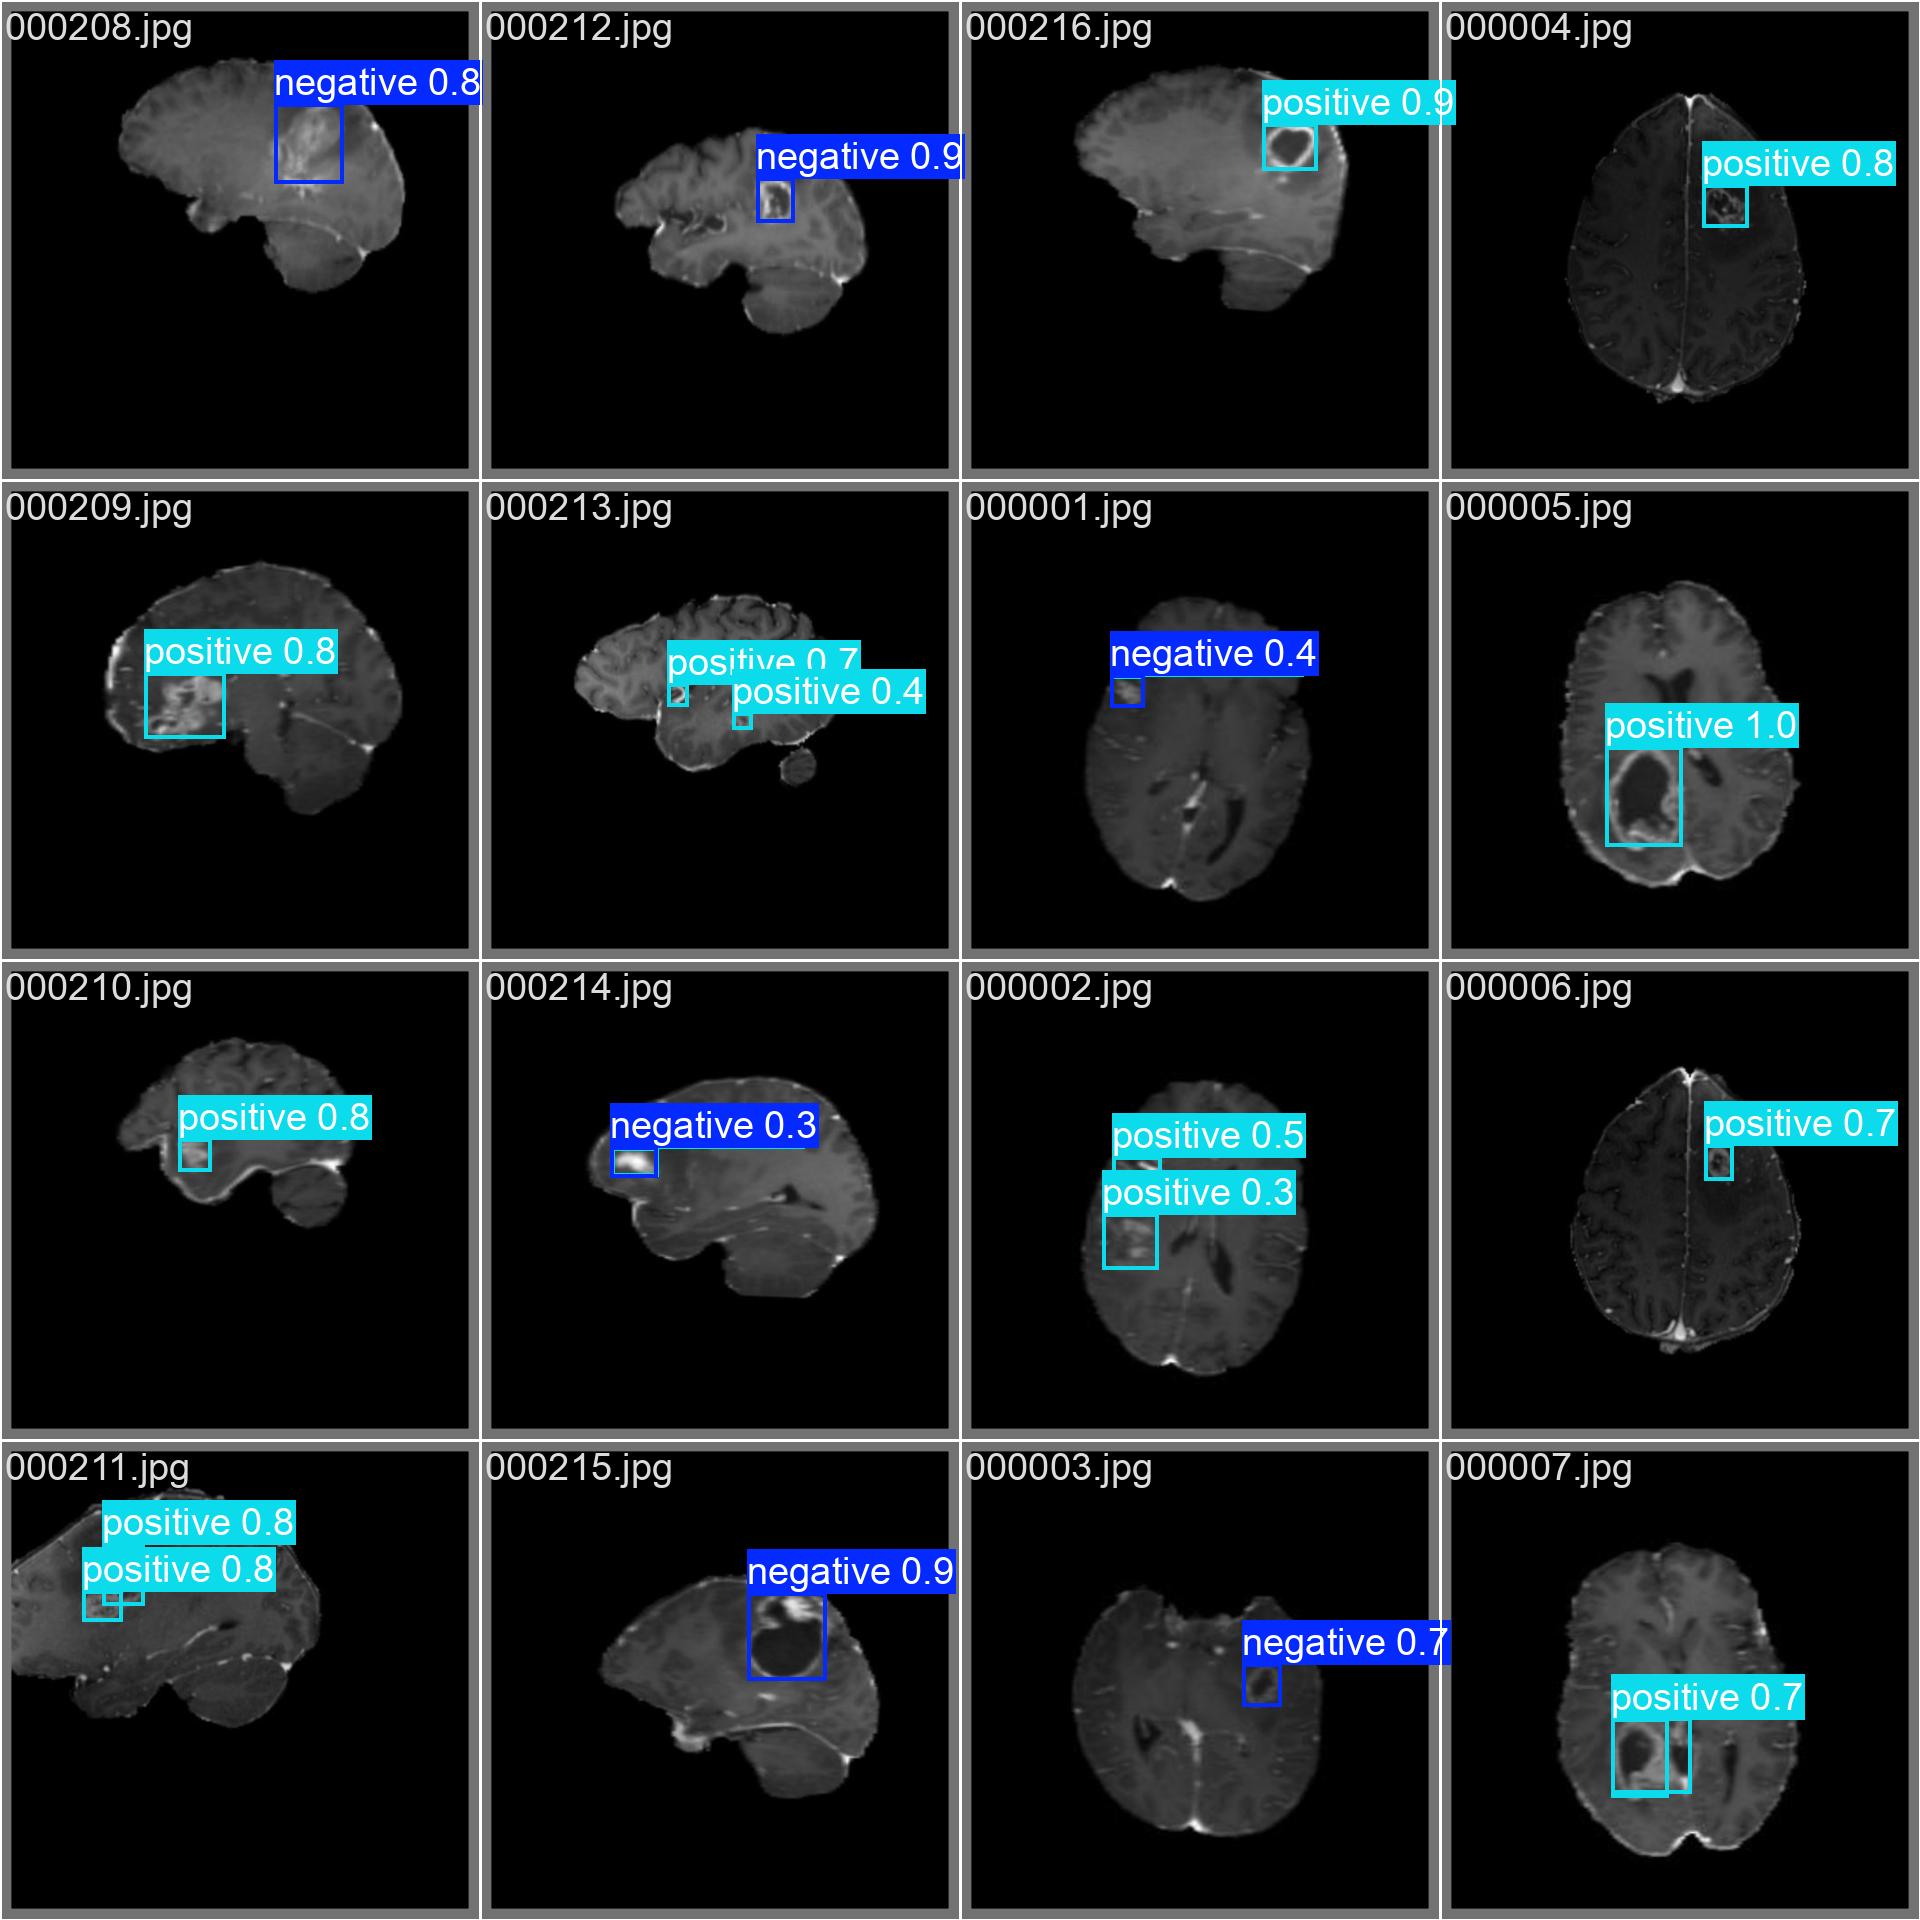 000208.jpg
negative 0.8
000212.jpg
negative 0.9
000216.jpg
positive 0.9
000004.jpg
positive 0.8
000209.jpg
positive 0.8
000213.jpg
positive 0.7
positive 0.4
000001.jpg
negative 0.4
000005.jpg
positive 1.0
000210.jpg
positive 0.8
000214.jpg
negative 0.3
000002.jpg
positive 0.5
positive 0.3
000006.jpg
positive 0.7
000211.jpg
positive 0.8
positive 0.8
000215.jpg
negative 0.9
000003.jpg
negative 0.7
000007.jpg
positive 0.7